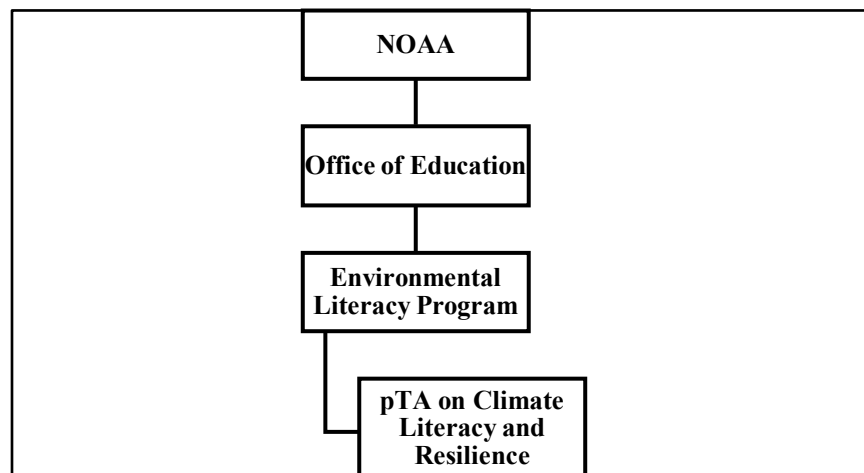 NOAA
Office of Education
Environmental
Literacy Program
pTA on Climate
Literacy and
Resilience